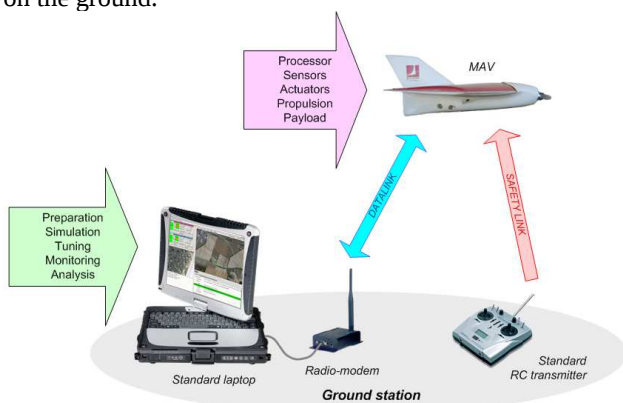 on the ground.
Processor
Sensors
Actuators
Propulsion
Payload
MAV
DATALINK
SAFETY LINK
Preparation
Simulation
Tuning
Monitoring
Analysis
Standard laptop
Radio-modem
Standard
RC transmitter
Ground station